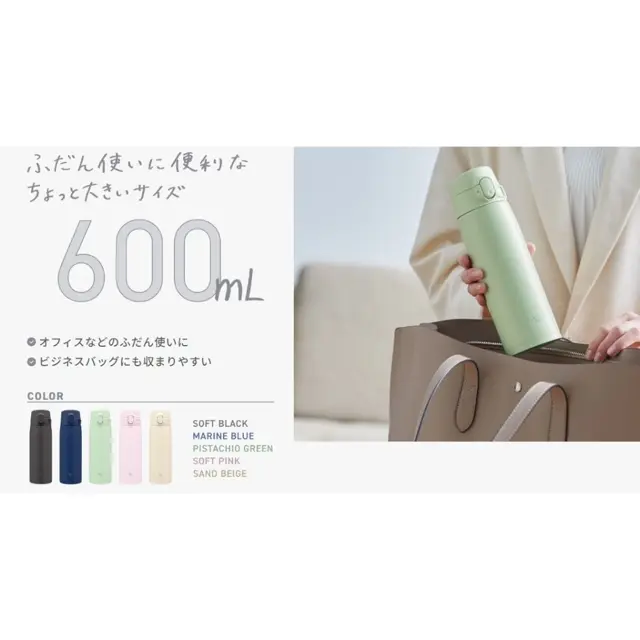 ふだん使いに便利な
ちょっと大きいサイズ
600mL
オフィスなどのふだん使いに
ビジネスバッグにも収まりやすい
COLOR
SOFT BLACK
MARINE BLUE
PISTACHIO GREEN
SOFT PINK
SAND BEIGE